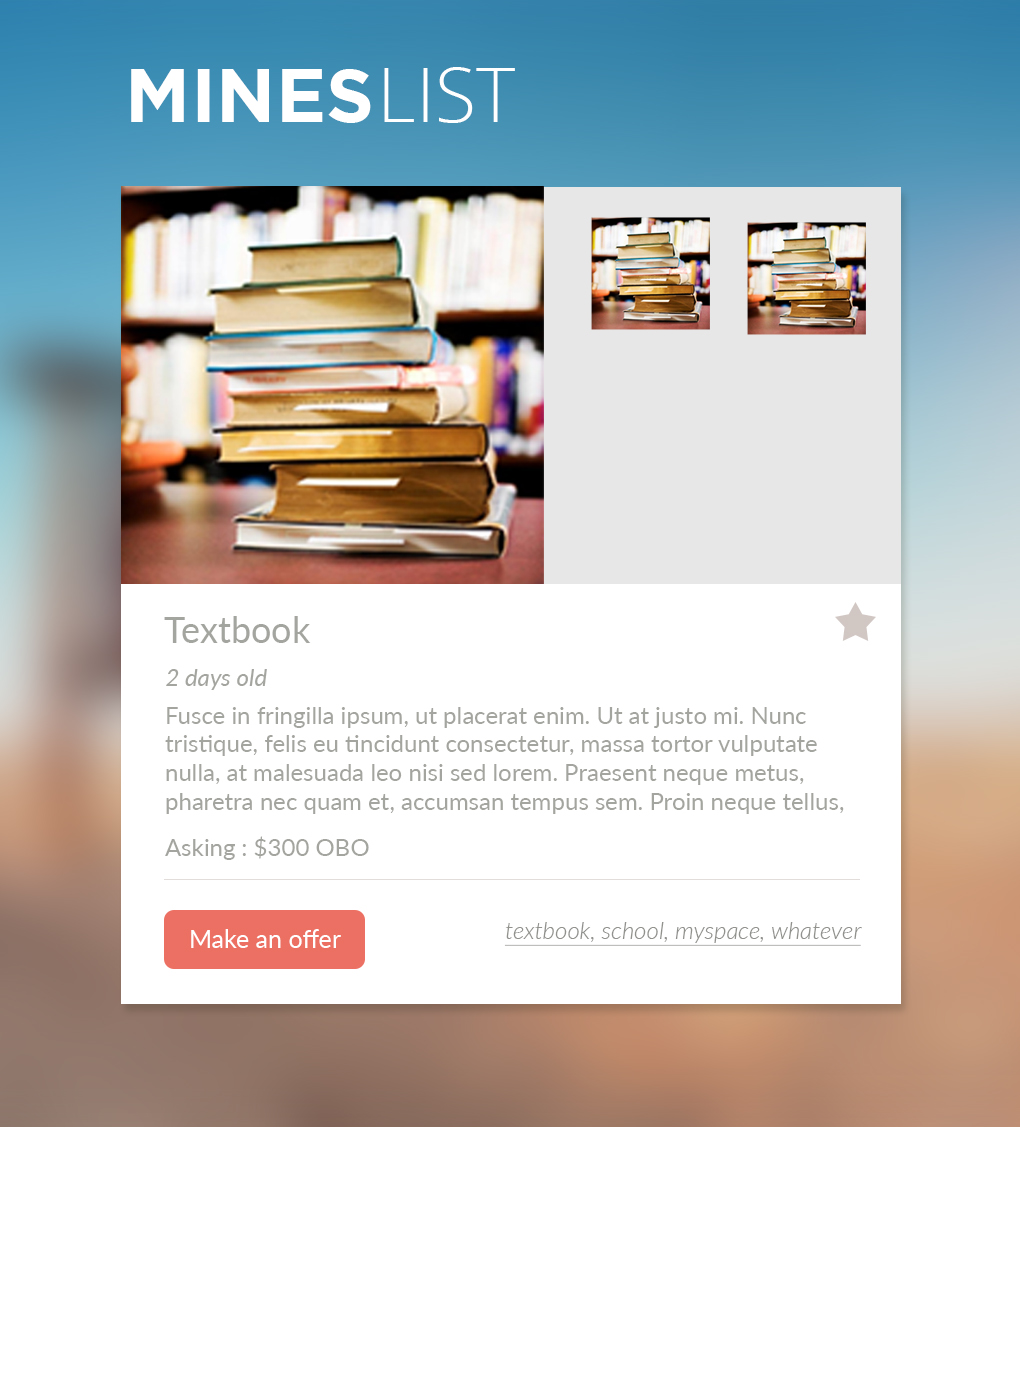 MINESLIST
Textbook
2 days old
Fusce in fringilla ipsum, ut placerat enim. Ut at justo mi. Nunc
tristique, felis eu tincidunt consectetur, massa tortor vulputate
nulla, at malesuada leo nisi sed lorem. Praesent neque metus,
pharetra nec quam et, accumsan tempus sem. Proin neque tellus,
Asking : $300 OBO
Make an offer
textbook, school, myspace, whatever